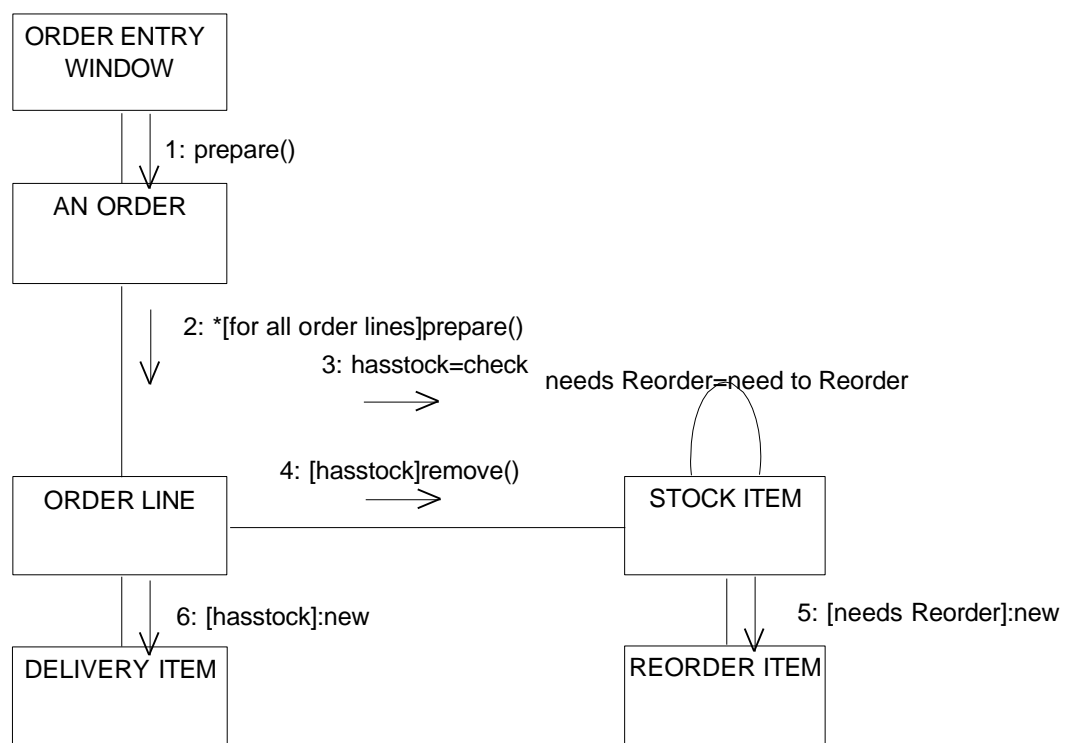 ORDER ENTRY
WINDOW
1: prepare()
AN ORDER
2: *[for all order lines]prepare()
3: hasstock=check
needs Reorder=need to Reorder
4: [hasstock]remove()
ORDER LINE
STOCK ITEM
6: [hasstock]:new
5: [needs Reorder]:new
DELIVERY ITEM
REORDER ITEM